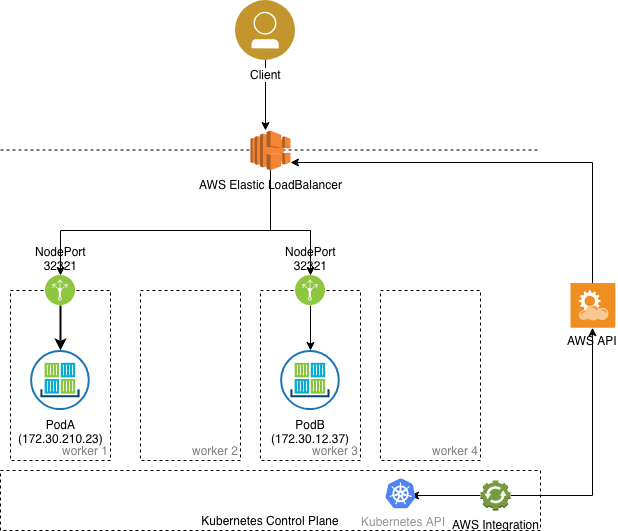 Client
AWS Elastic LoadBalancer
NodePort
32321
NodePort
32321
AWS API
PodA
(172.30.210.23)
worker 1
worker 2
PodB
(172.30.12.37)
worker 3
worker 4
Kubernetes Control Plane
Kubernetes API
AWS Integration